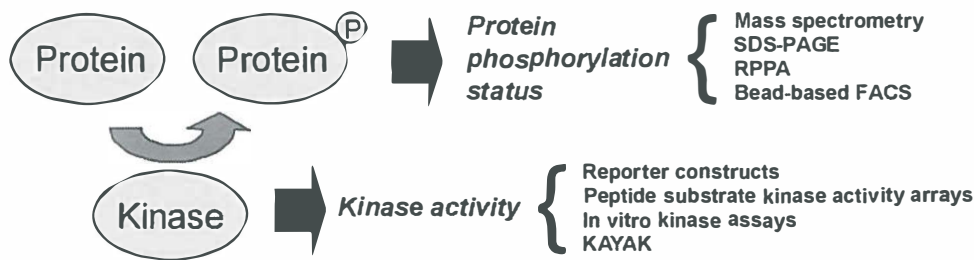 Protein
Protein
P
Protein
phosphorylation
status
Mass spectrometry
SDS-PAGE
RPPA
Bead-based FACS
Kinase
Kinase activity
Reporter constructs
Peptide substrate kinase activity arrays
In vitro kinase assays
KAYAK